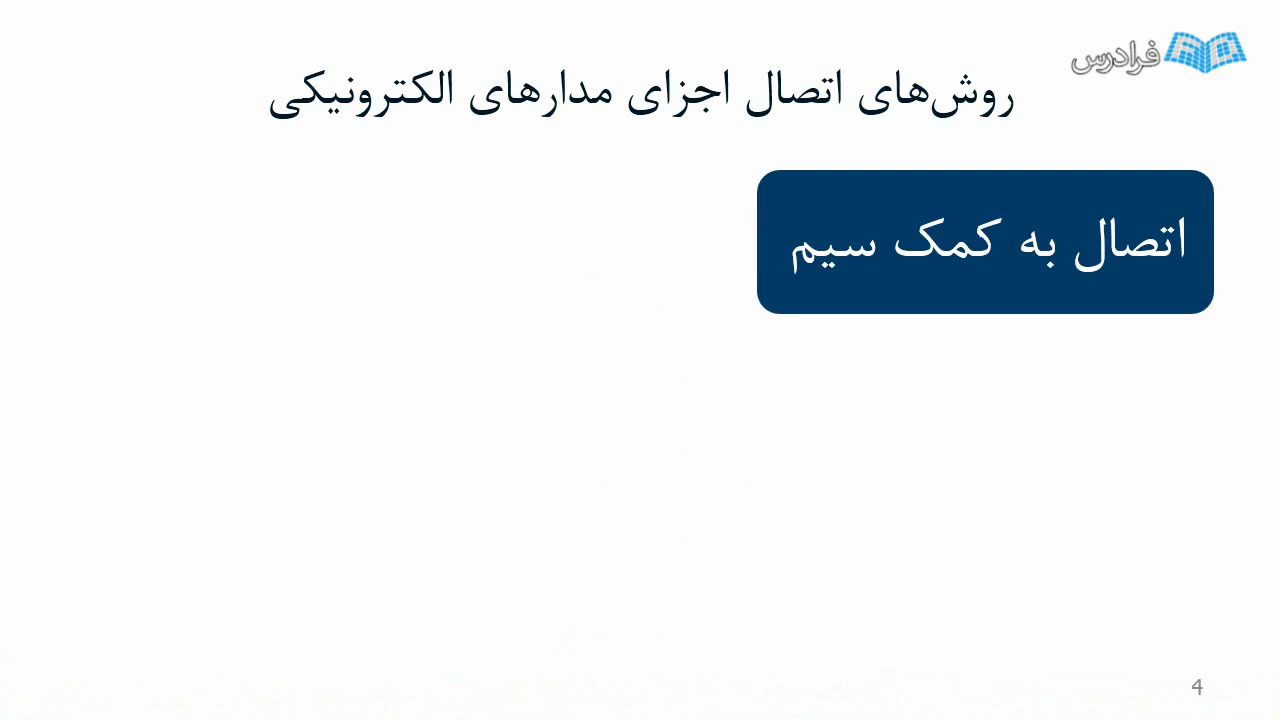 فرادرس
روش‌های اتصال اجزای مدارهای الکترونیکی
اتصال به کمک سیم
4